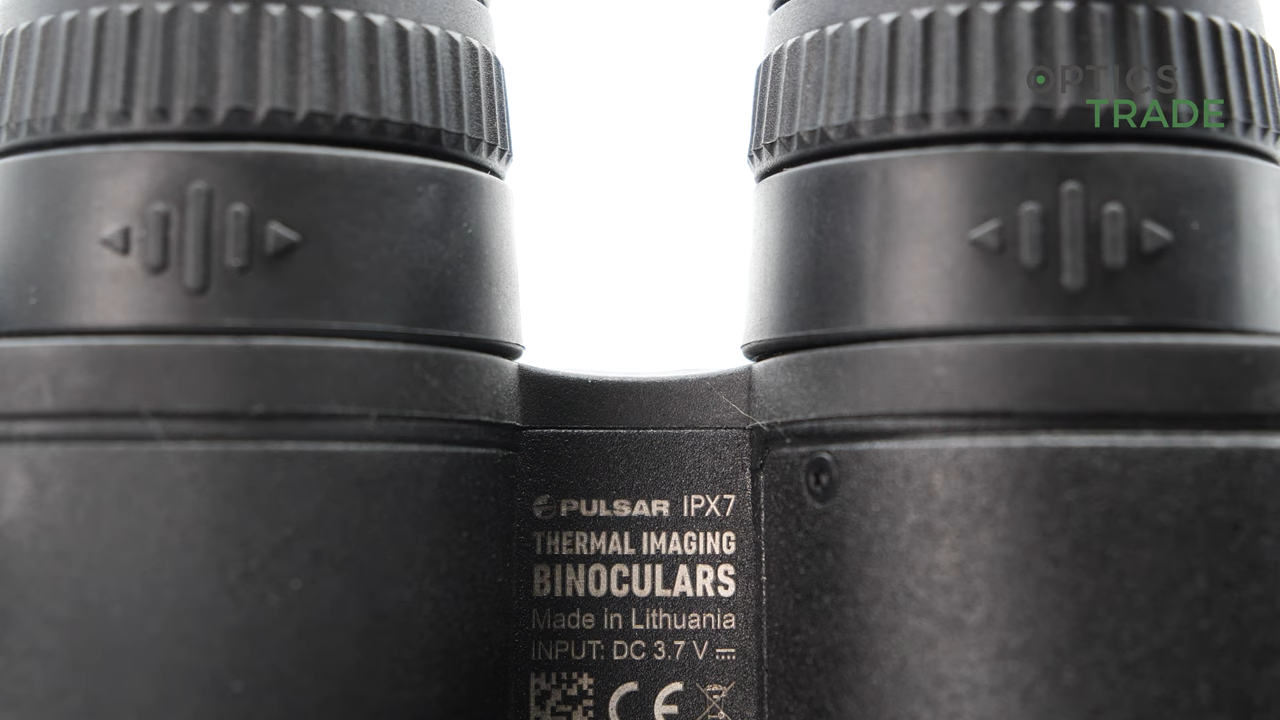 OPTICS
TRADE
PULSAR IPX7
THERMAL IMAGING
BINOCULARS
Made in Lithuania
INPUT: DC 3.7 V ⎓
CE